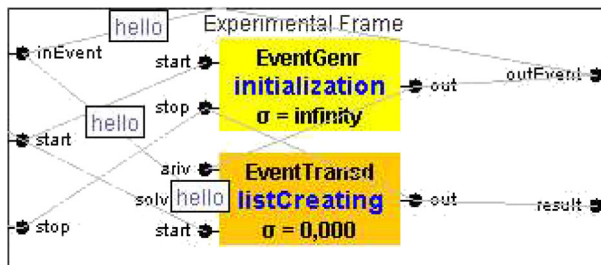 Experimental Frame
hello
inEvent
start
EventGenr
initialization
σ = infinity
out
outEvent
stop
hello
start
ariv
EventTransd
listCreating
σ = 0,000
solv
hello
out
result
stop
start